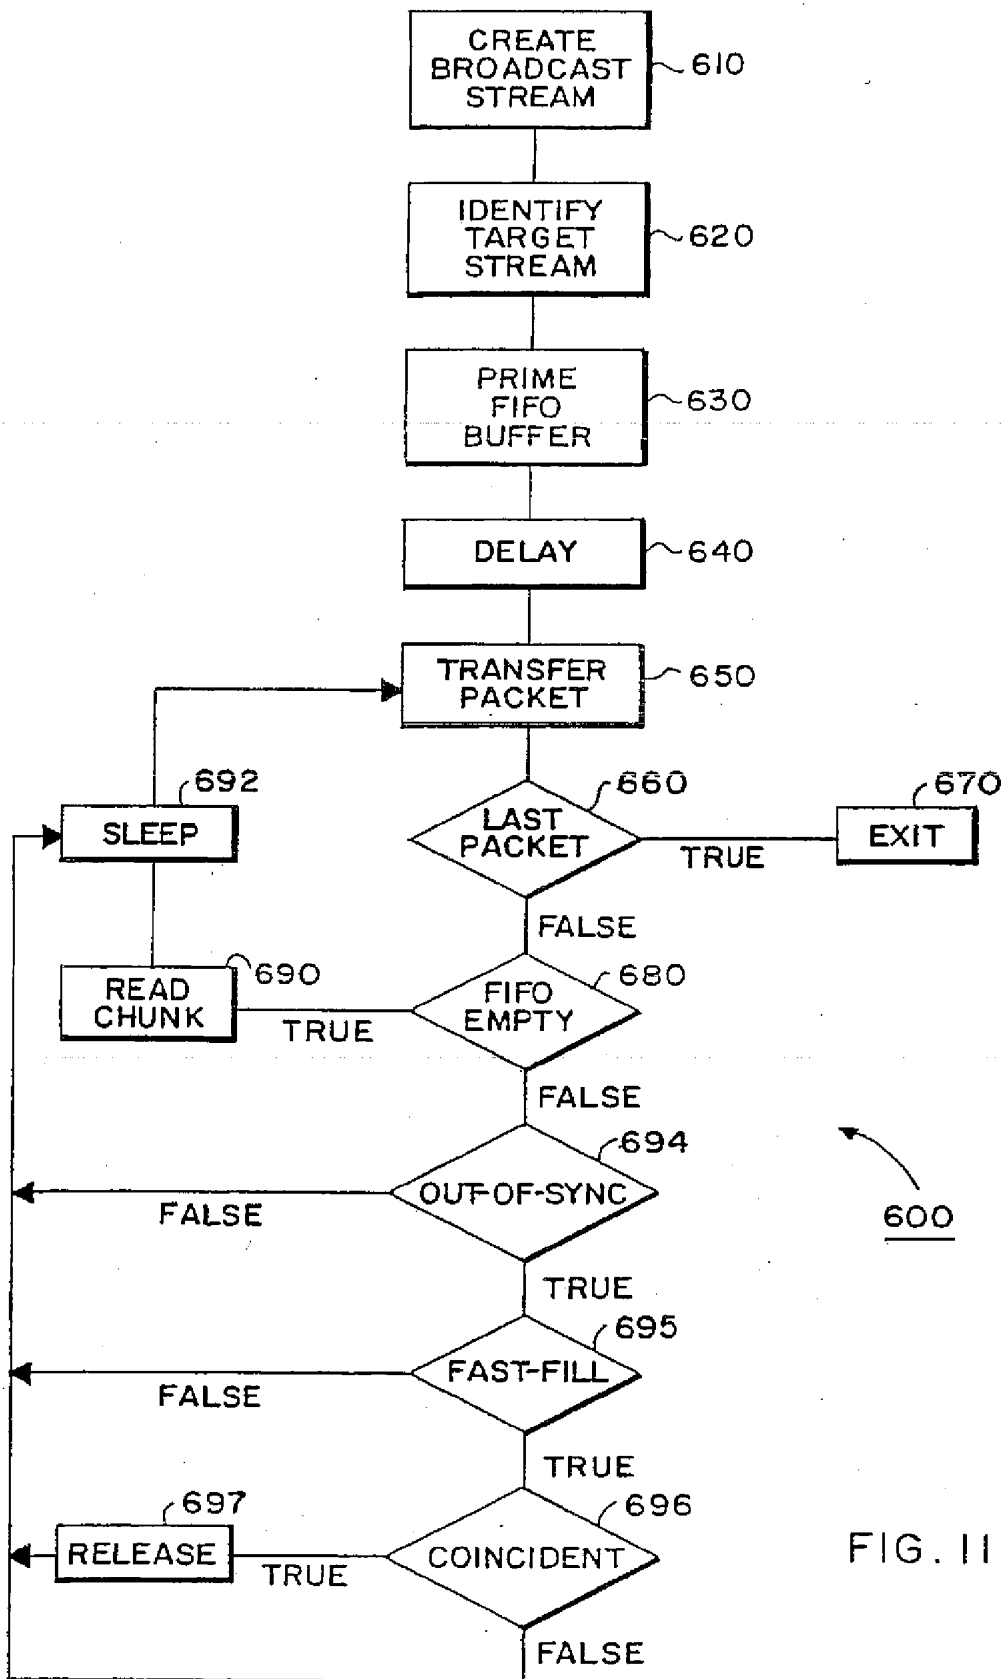 CREATE
BROADCAST
STREAM
610
IDENTIFY
TARGET
STREAM
620
PRIME
FIFO
BUFFER
630
DELAY
640
TRANSFER
PACKET
650
692
SLEEP
660
LAST
PACKET
TRUE
670
EXIT
FALSE
690
READ
CHUNK
TRUE
680
FIFO
EMPTY
FALSE
694
OUT-OF-SYNC
FALSE
600
TRUE
695
FAST-FILL
FALSE
TRUE
697
RELEASE
TRUE
696
COINCIDENT
FALSE
FIG. 11